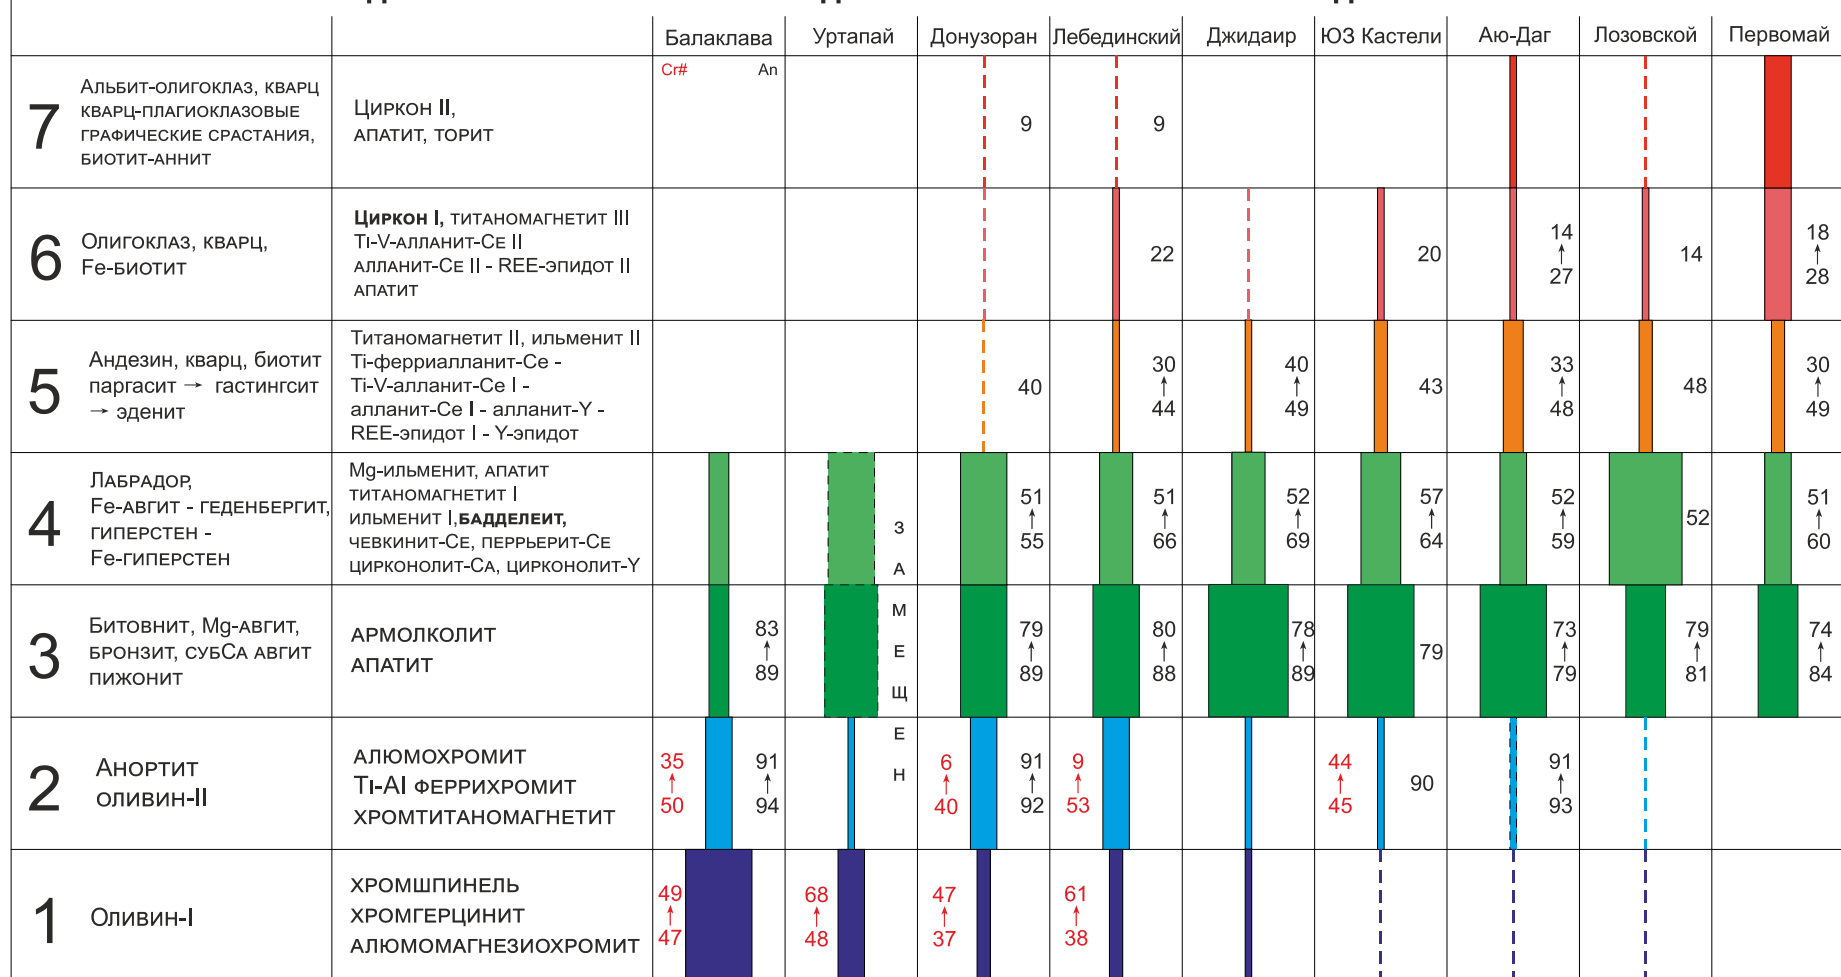 Балаклава Уртапай Донузоран Лебединский Джидаир ЮЗ Кастели Аю-Даг Лозовской Первомай
Cr# An
7
Альбит-олигоклаз, кварц
кварц-плагиоклазовые
графические срастания,
биотит-аннит
Циркон II,
апатит, торит
9 9
6
Олигоклаз, кварц,
Fe-биотит
Циркон I, титаномагнетит III
Ti-V-алланит-Ce II
алланит-Ce II - REE-эпидот II
апатит
22
20
14
27
14
18
28
5
Андезин, кварц, биотит
паргасит → гастингсит
→ эденит
Титаномагнетит II, ильменит II
Ti-ферриалланит-Ce -
Ti-V-алланит-Ce I -
алланит-Ce I - алланит-Y -
REE-эпидот I - Y-эпидот
40
30
44
40
49
43
33
48
48
30
49
4
Лабрадор,
Fe-авгит - геденбергит,
гиперстен -
Fe-гиперстен
Mg-ильменит, апатит
титаномагнетит I
ильменит I, бадделеит,
чевкинит-Ce, перрьерит-Ce
цирконолит-Ca, цирконолит-Y
ЗАМЕЩЕН
51
55
51
66
52
69
57
64
52
59
52
51
60
3
Битовнит, Mg-авгит,
бронзит, субCa авгит
пижонит
армолколит
апатит
83
89
79
89
80
88
78
89
79
73
79
79
81
74
84
2
Анортит
оливин-II
алюмохромит
Ti-Al феррихромит
хромтитаномагнетит
35
50
91
94
6
40
91
92
9
53
44
45
90
91
93
1
Оливин-I
хромшпинель
хромгерцинит
алюмомагнезиохромит
49
47
68
48
47
37
61
38